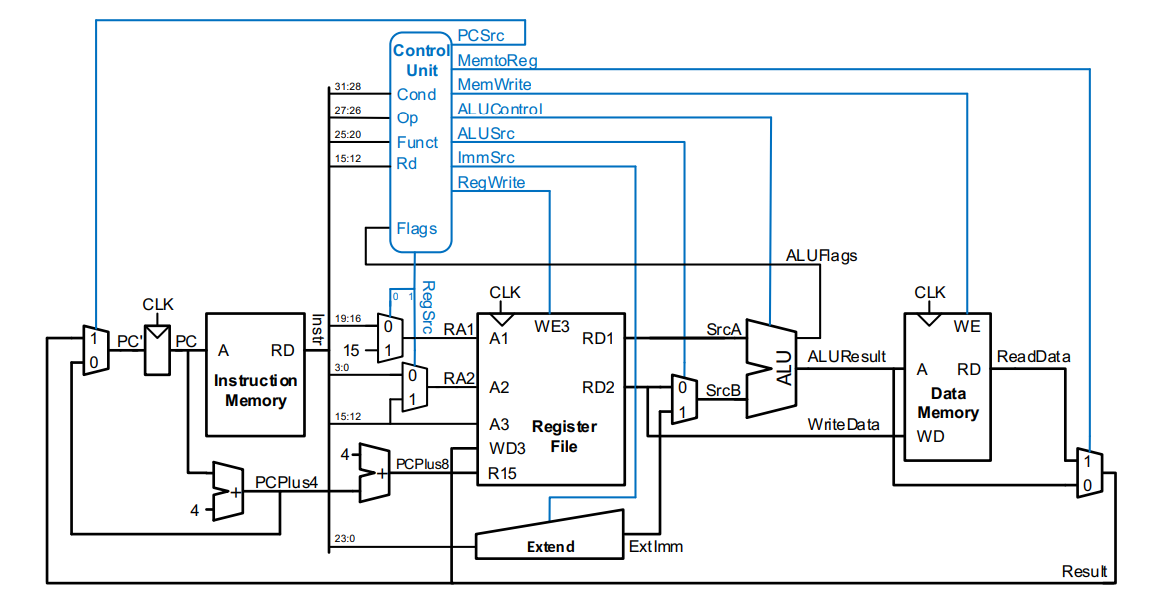 PCSrc
Control
Unit
MemtoReg
MemWrite
31:28
Cond
27:26
Op
ALUControl
25:20
Funct
ALUSrc
15:12
Rd
ImmSrc
RegWrite
Flags
ALUFlags
0 1
RegSrc
CLK
CLK
CLK
Instr
19:16
0
RA1
A1
WE3
RD1
SrcA
WE
1
0
PC'
PC
A
RD
15
1
Instruction
Memory
3:0
0
1
RA2
A2
RD2
0
1
SrcB
ALU
ALUResult
A
RD
ReadData
Data
Memory
15:12
A3
Register
File
WriteData
WD
4
+
PCPlus8
WD3
R15
1
0
4
+
PCPlus4
23:0
Extend
ExtImm
Result